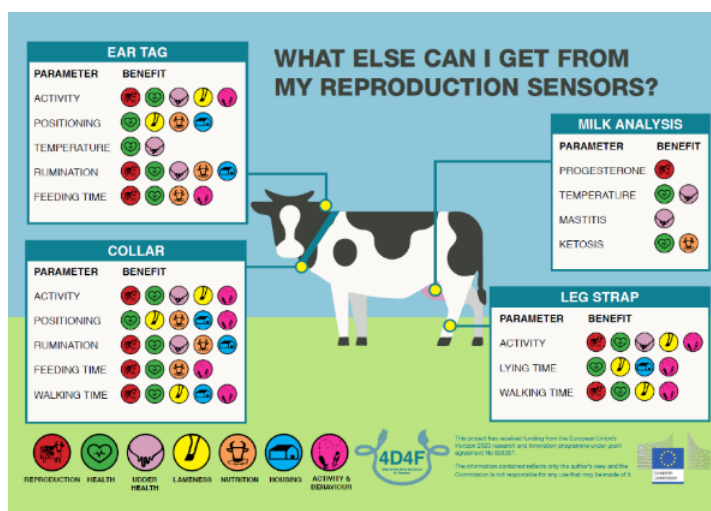 WHAT ELSE CAN I GET FROM
MY REPRODUCTION SENSORS?
EAR TAG
PARAMETER BENEFIT
ACTIVITY
POSITIONING
TEMPERATURE
RUMINATION
FEEDING TIME
COLLAR
PARAMETER BENEFIT
ACTIVITY
POSITIONING
RUMINATION
FEEDING TIME
WALKING TIME
MILK ANALYSIS
PARAMETER BENEFIT
PROGESTERONE
TEMPERATURE
MASTITIS
KETOSIS
LEG STRAP
PARAMETER BENEFIT
ACTIVITY
LYING TIME
WALKING TIME
REPRODUCTION HEALTH UDDER HEALTH LAMENESS NUTRITION HOUSING ACTIVITY & BEHAVIOUR
4D4F
This project has received funding from the European Union's
Horizon 2020 research and innovation programme under grant
agreement No
The information contained reflects only the author's view and the
Commission is not responsible for any use that may be made of it
European
Commission